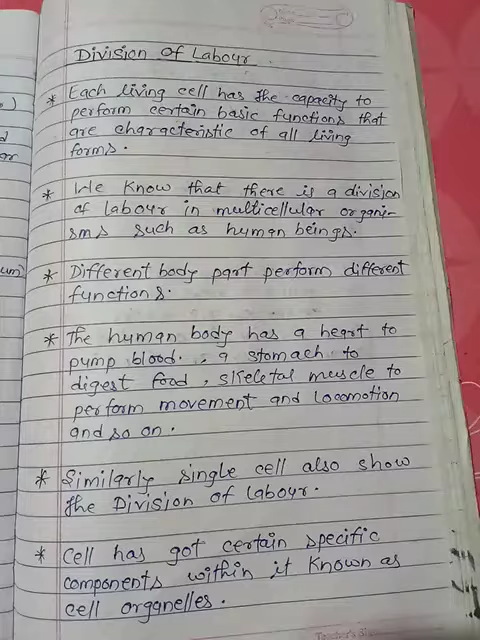 Division of Labour
* Each living cell has the capacity to
perform certain basic functions that
are characteristic of all living
forms.
* We know that there is a division
of labour in multicellular organi-
sms such as human beings.
* Different body part perform different
functions.
* The human body has a heart to
pump blood, a stomach to
digest food, skeletal muscle to
perform movement and locomotion
and so on.
* Similarly single cell also show
the Division of Labour.
* Cell has got certain specific
components within it known as
cell organelles.
Teacher's